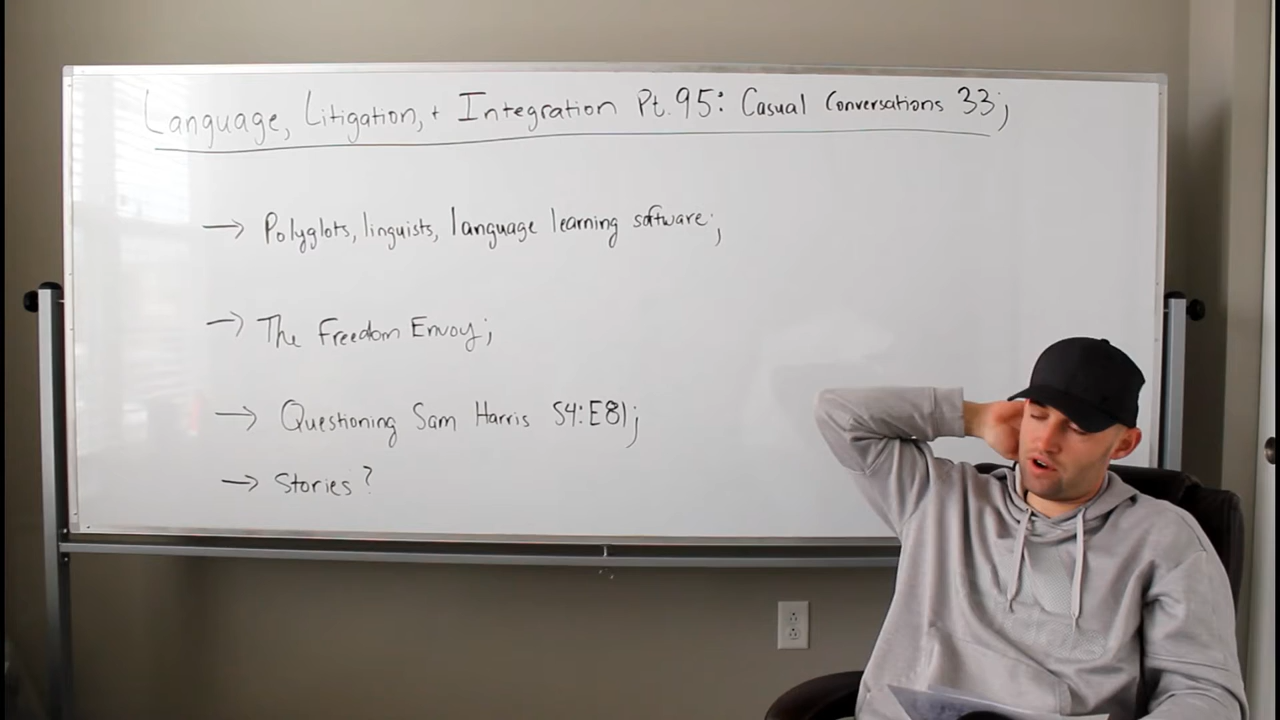 Language, Litigation, + Integration Pt. 95: Casual Conversations 33;
→ Polyglots, linguists, language learning software;
→ The Freedom Envoy;
→ Questioning Sam Harris S4:E81;
→ Stories?